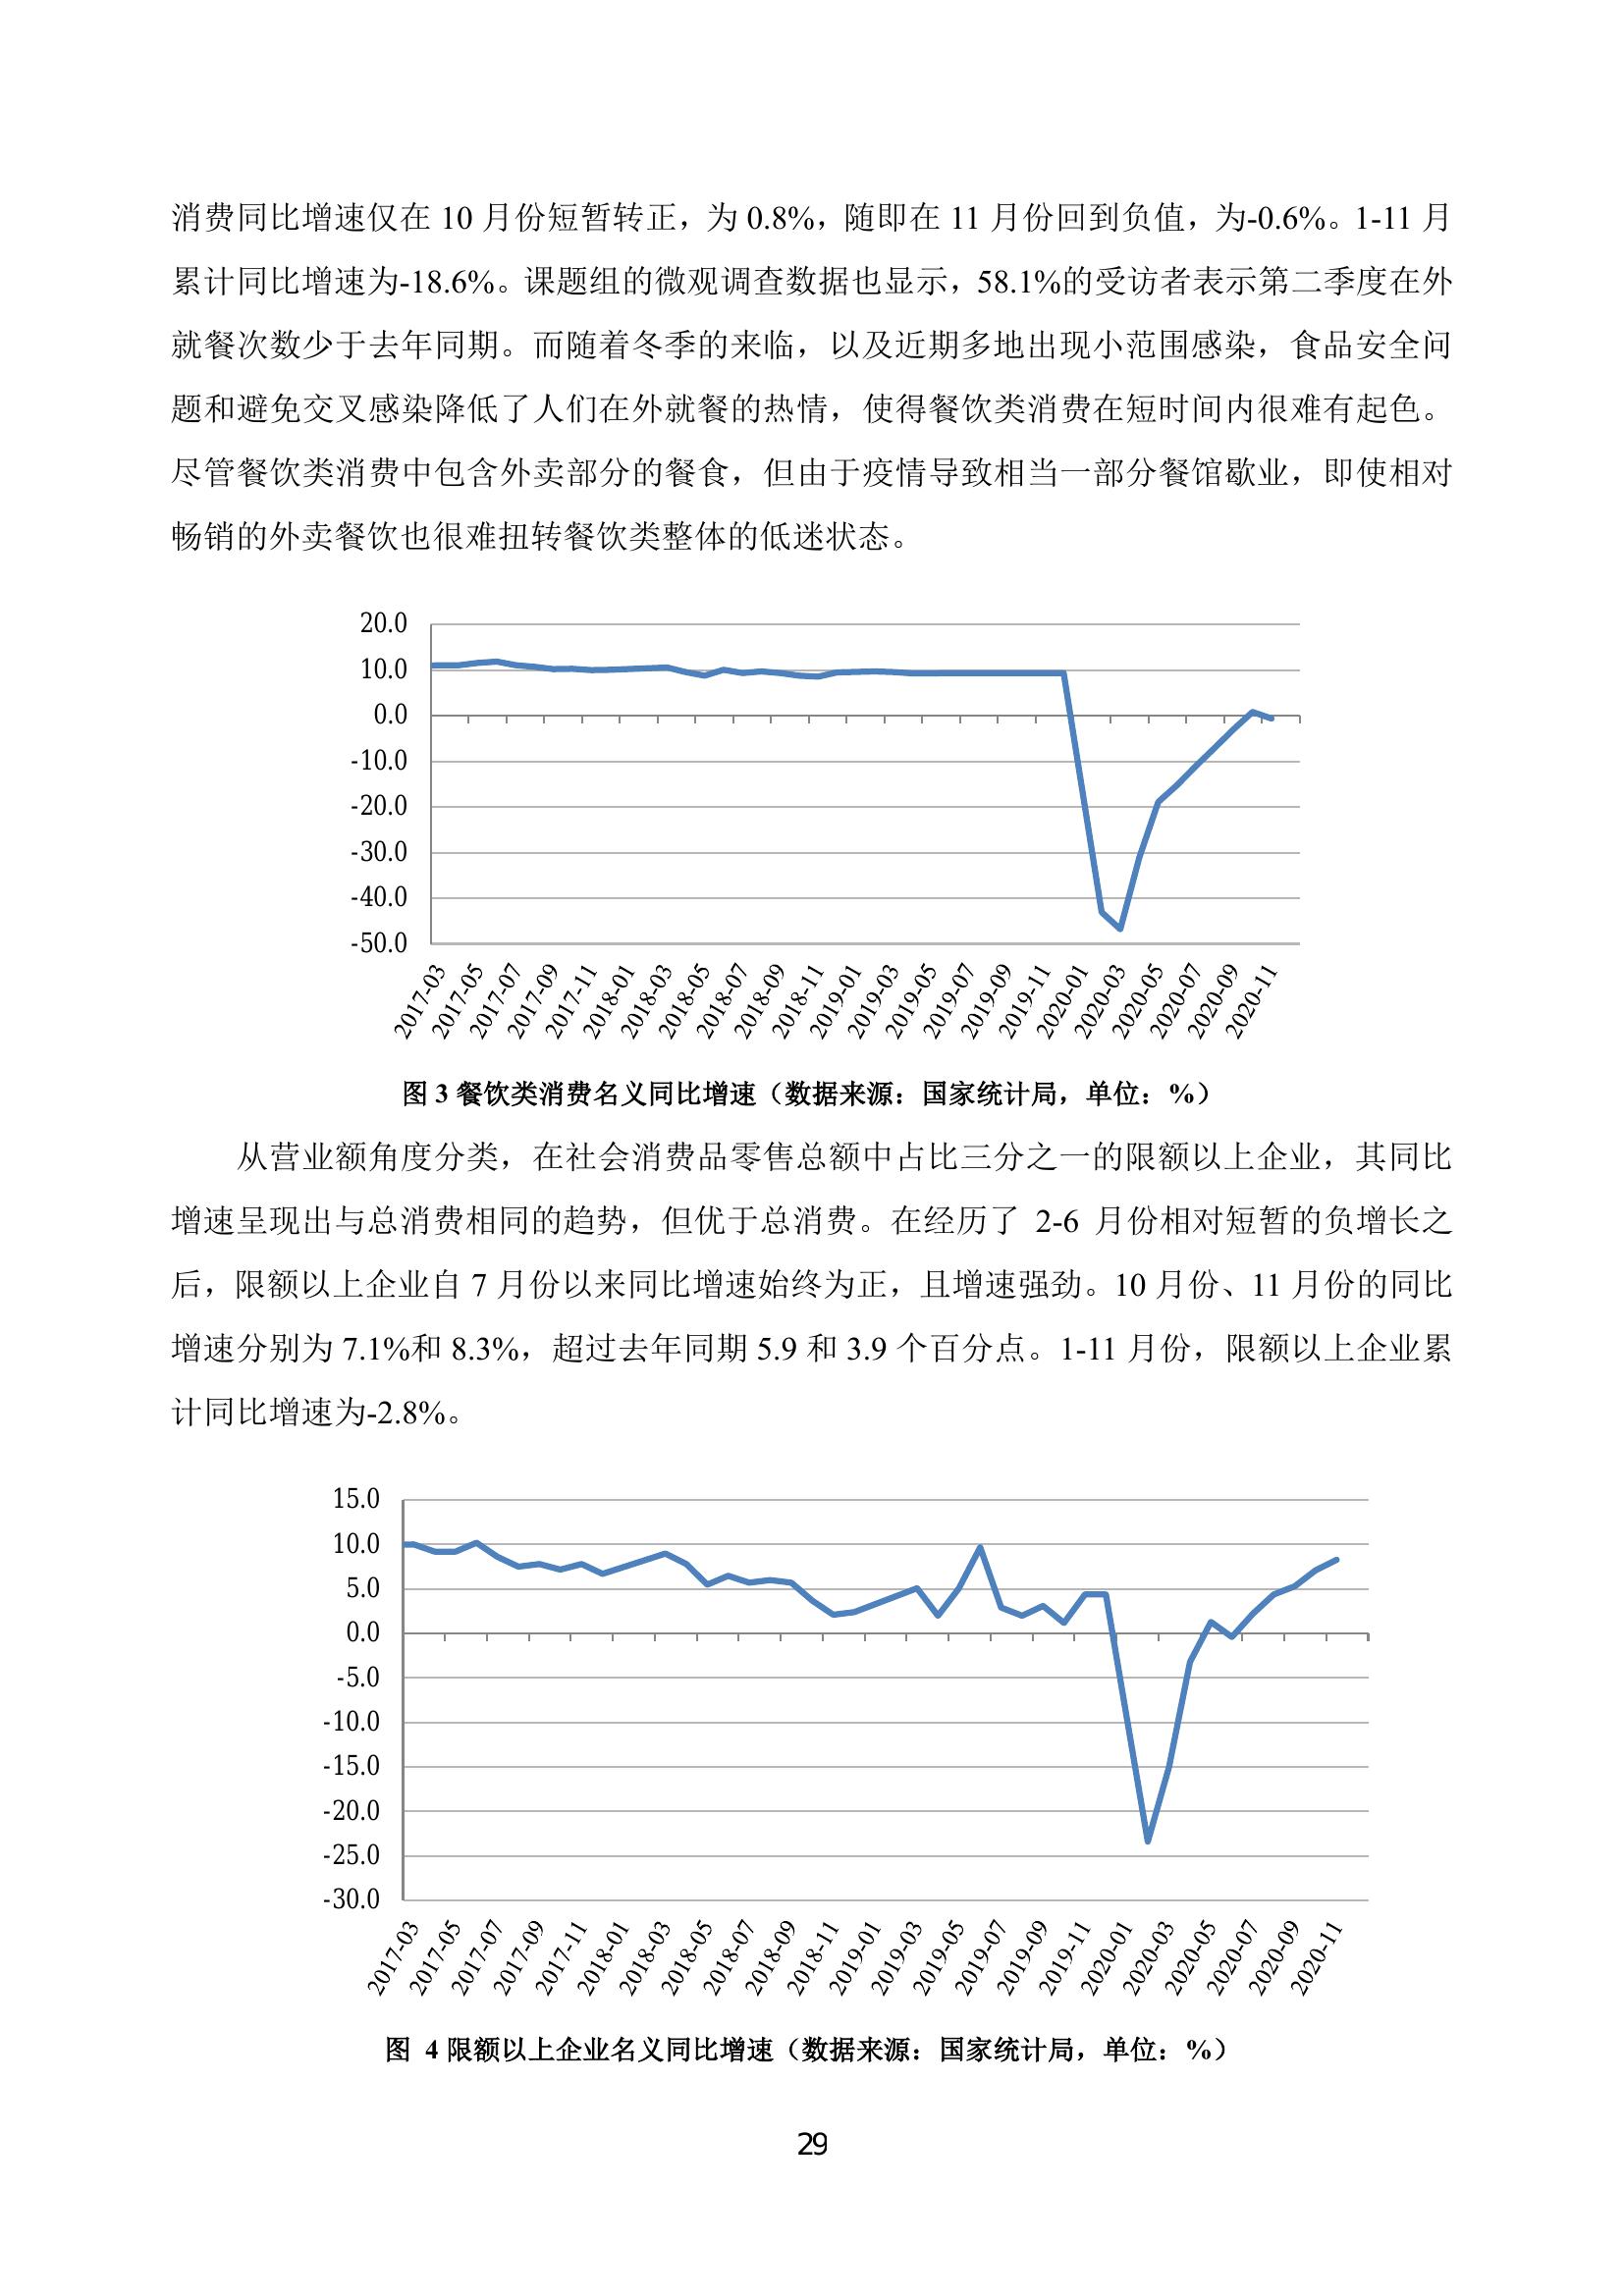 消费同比增速仅在 10 月份短暂转正，为 0.8%，随即在 11 月份回到负值，为-0.6%。1-11 月
累计同比增速为-18.6%。课题组的微观调查数据也显示，58.1%的受访者表示第二季度在外
就餐次数少于去年同期。而随着冬季的来临，以及近期多地出现小范围感染，食品安全问
题和避免交叉感染降低了人们在外就餐的热情，使得餐饮类消费在短时间内很难有起色。
尽管餐饮类消费中包含外卖部分的餐食，但由于疫情导致相当一部分餐馆歇业，即使相对
畅销的外卖餐饮也很难扭转餐饮类整体的低迷状态。
20.0
10.0
0.0
-10.0
-20.0
-30.0
-40.0
-50.0
2017-03 2017-05 2017-07 2017-09 2017-11 2018-01 2018-03 2018-05 2018-07 2018-09 2018-11 2019-01 2019-03 2019-05 2019-07 2019-09 2019-11 2020-01 2020-03 2020-05 2020-07 2020-09 2020-11
图 3 餐饮类消费名义同比增速（数据来源：国家统计局，单位：%）
从营业额角度分类，在社会消费品零售总额中占比三分之一的限额以上企业，其同比
增速呈现出与总消费相同的趋势，但优于总消费。在经历了 2-6 月份相对短暂的负增长之
后，限额以上企业自 7 月份以来同比增速始终为正，且增速强劲。10 月份、11 月份的同比
增速分别为 7.1%和 8.3%，超过去年同期 5.9 和 3.9 个百分点。1-11 月份，限额以上企业累
计同比增速为-2.8%。
15.0
10.0
5.0
0.0
-5.0
-10.0
-15.0
-20.0
-25.0
-30.0
2017-03 2017-05 2017-07 2017-09 2017-11 2018-01 2018-03 2018-05 2018-07 2018-09 2018-11 2019-01 2019-03 2019-05 2019-07 2019-09 2019-11 2020-01 2020-03 2020-05 2020-07 2020-09 2020-11
图 4 限额以上企业名义同比增速（数据来源：国家统计局，单位：%）
29